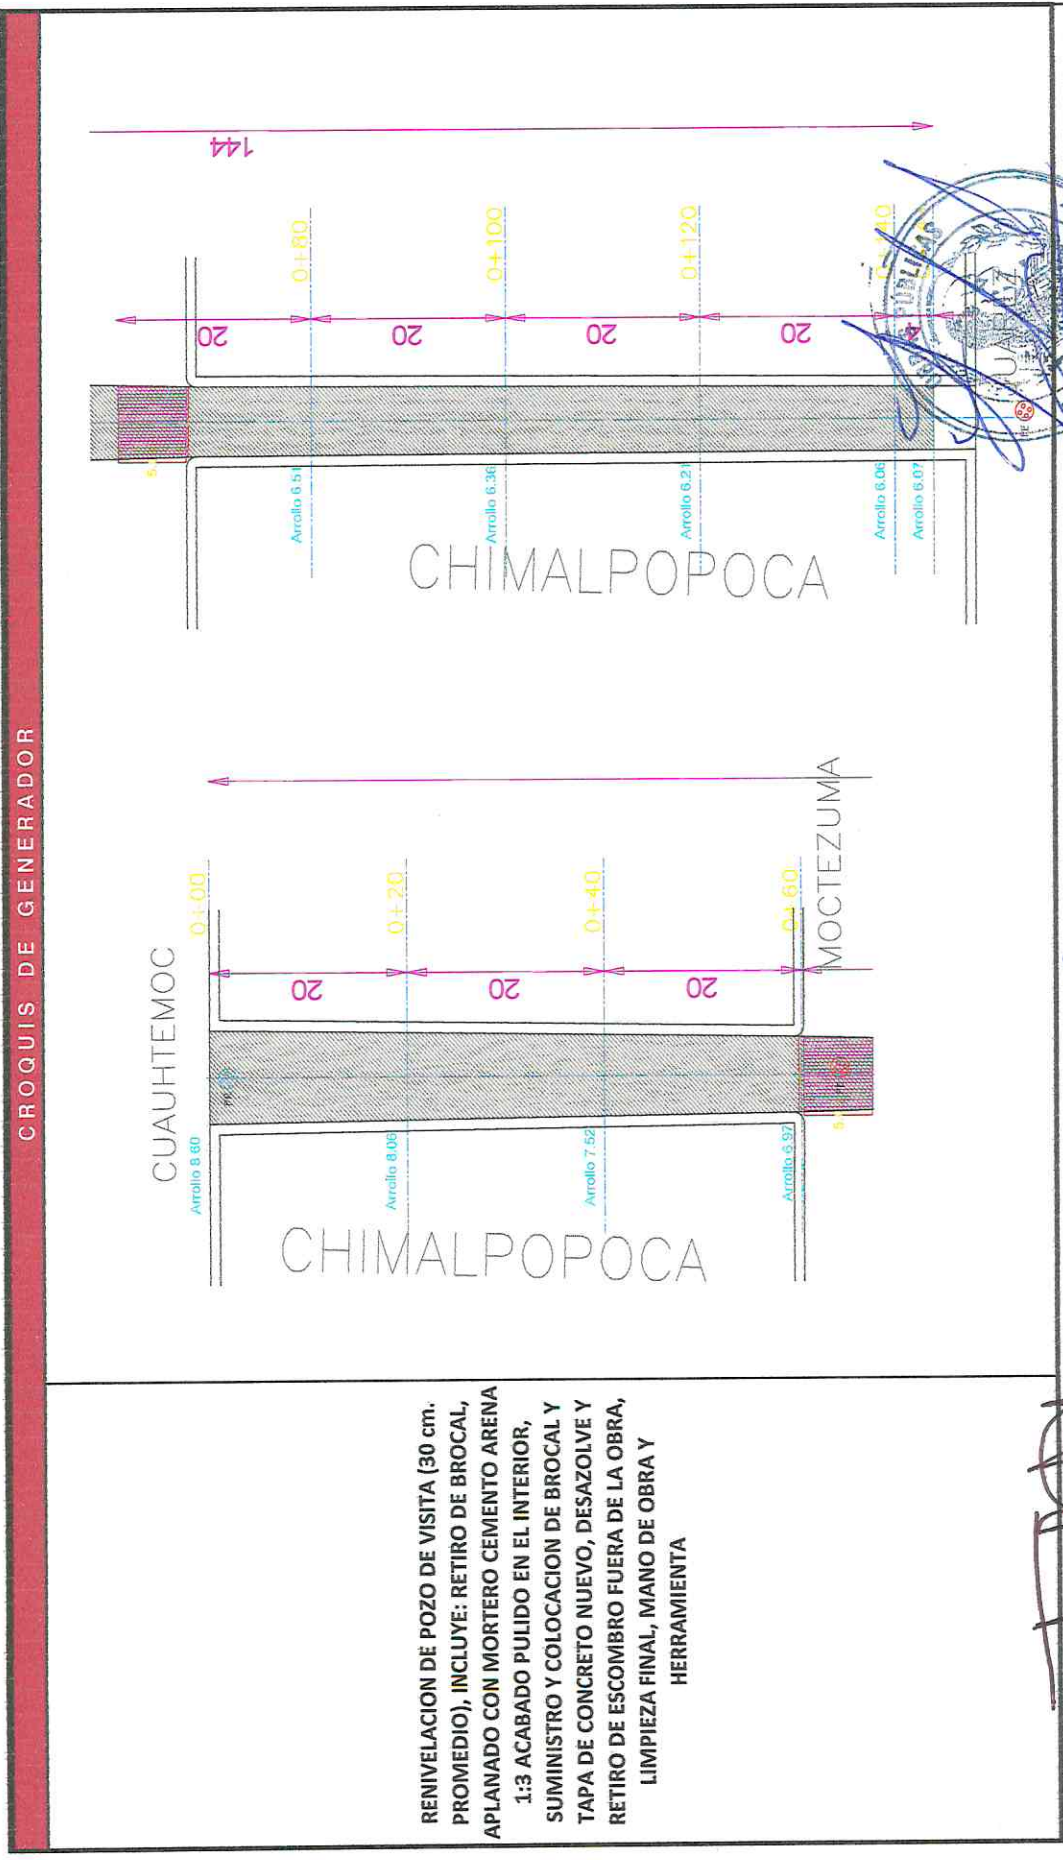 CROQUIS DE GENERADOR
RENIVELACION DE POZO DE VISITA (30 cm.
PROMEDIO), INCLUYE: RETIRO DE BROCAL,
APLANADO CON MORTERO CEMENTO ARENA
1:3 ACABADO PULIDO EN EL INTERIOR,
SUMINISTRO Y COLOCACION DE BROCAL Y
TAPA DE CONCRETO NUEVO, DESAZOLVE Y
RETIRO DE ESCOMBRO FUERA DE LA OBRA,
LIMPIEZA FINAL, MANO DE OBRA Y
HERRAMIENTA
CUAUHTEMOC
Arrollo 8.60
0+00
20
Arrollo 8.06
0+20
20
Arrollo 7.52
0+40
20
Arrollo 6.97
0+60
CHIMALPOPOCA
MOCTEZUMA
144
20
Arrollo 6.51
0+80
20
Arrollo 6.36
0+100
20
Arrollo 6.21
0+120
20
Arrollo 6.06
0+140
4
Arrollo 6.07
CHIMALPOPOCA
PUBLICAS